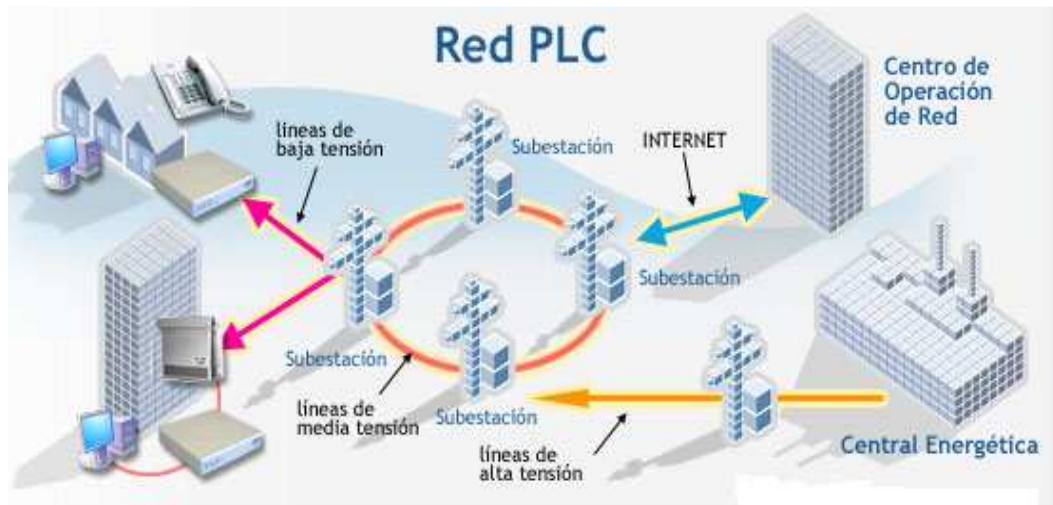 Red PLC
Centro de
Operación
de Red
líneas de
baja tensión
Subestación
INTERNET
Subestación
Subestación
líneas de
media tensión
Subestación
líneas de
alta tensión
Central Energética